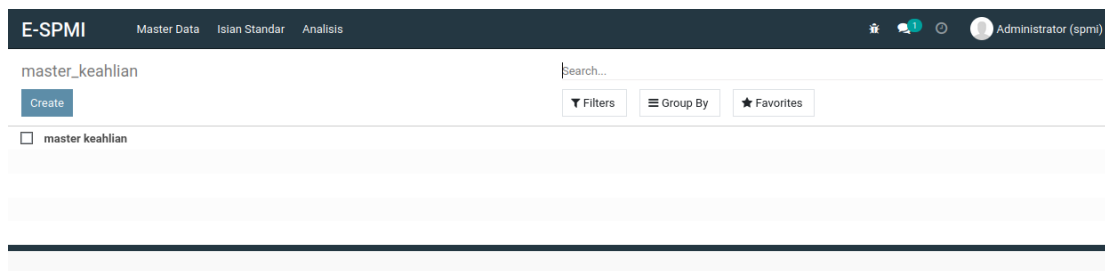 E-SPMI Master Data Isian Standar Analisis 1 Administrator (spmi)
master_keahlian Search...
Create Filters Group By Favorites
master keahlian